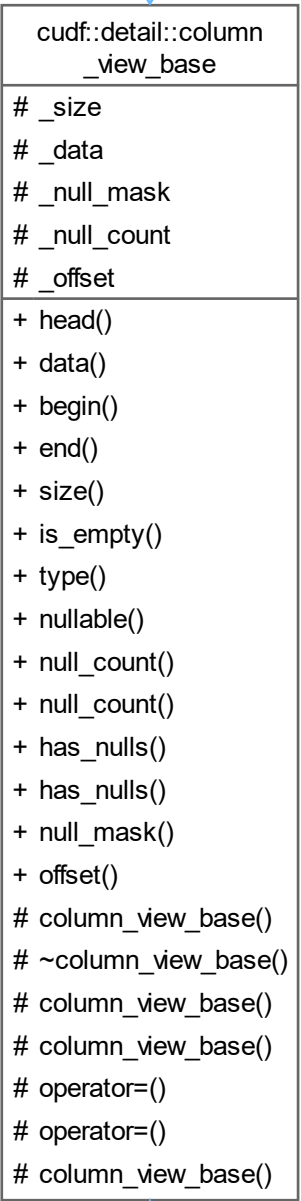 cudf::detail::column
_view_base
# _size
# _data
# _null_mask
# _null_count
# _offset
+ head()
+ data()
+ begin()
+ end()
+ size()
+ is_empty()
+ type()
+ nullable()
+ null_count()
+ null_count()
+ has_nulls()
+ has_nulls()
+ null_mask()
+ offset()
# column_view_base()
# ~column_view_base()
# column_view_base()
# column_view_base()
# operator=()
# operator=()
# column_view_base()